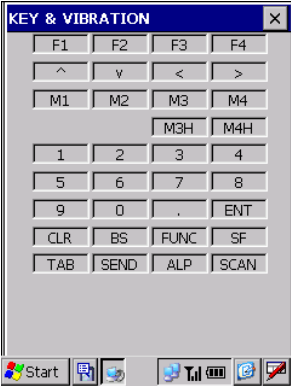 KEY & VIBRATION
F1 F2 F3 F4
^ v < >
M1 M2 M3 M4
M3H M4H
1 2 3 4
5 6 7 8
9 0 . ENT
CLR BS FUNC SF
TAB SEND ALP SCAN
Start